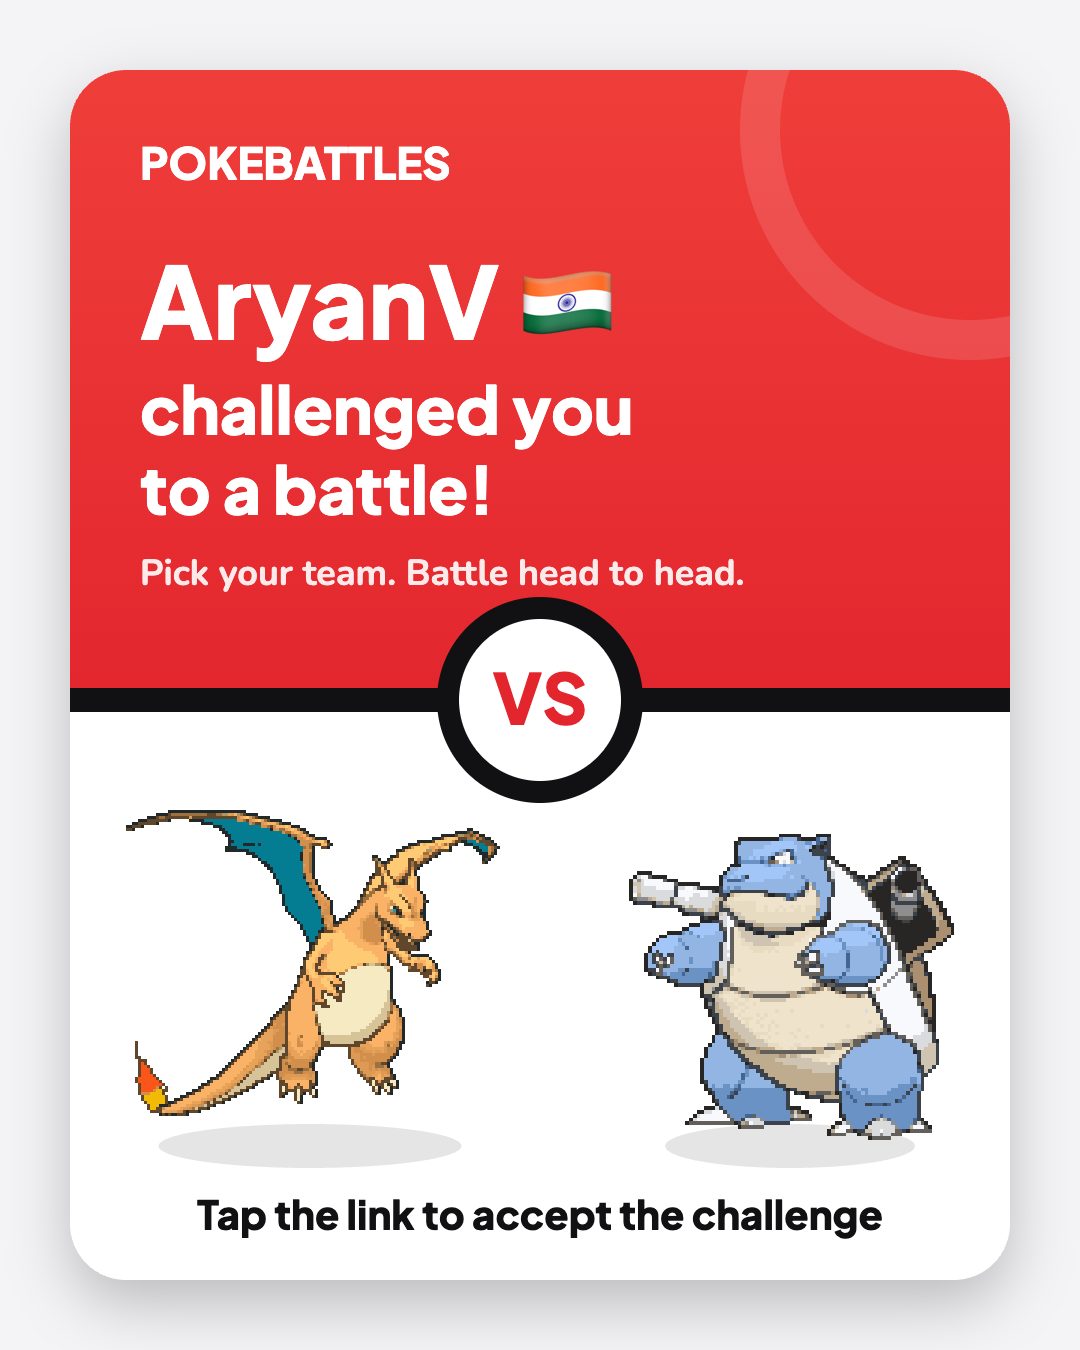 POKEBATTLES
AryanV 🇮🇳
challenged you
to a battle!
Pick your team. Battle head to head.
VS
Tap the link to accept the challenge